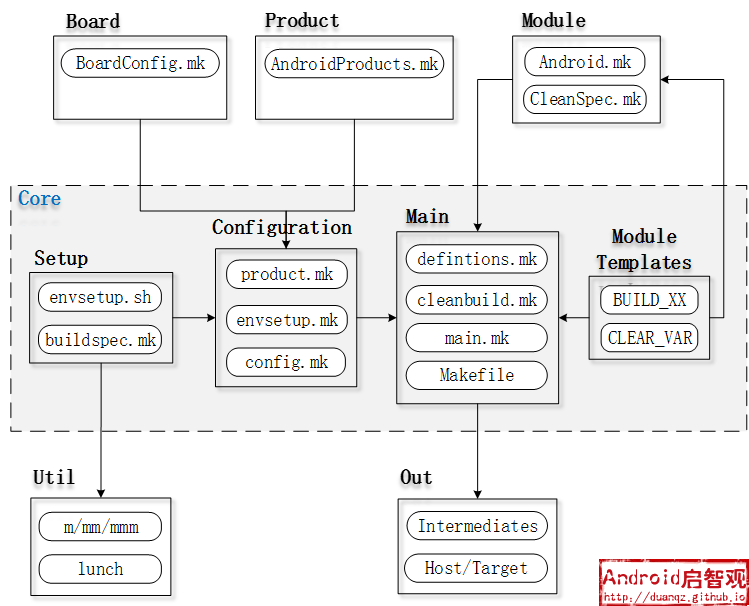 Board
BoardConfig.mk
Product
AndroidProducts.mk
Module
Android.mk
CleanSpec.mk
Core
Setup
envsetup.sh
buildspec.mk
Configuration
product.mk
envsetup.mk
config.mk
Main
defintions.mk
cleanbuild.mk
main.mk
Makefile
Module
Templates
BUILD_XX
CLEAR_VAR
Util
m/mm/mmm
lunch
Out
Intermediates
Host/Target
Android启智观
http://duanqz.github.io